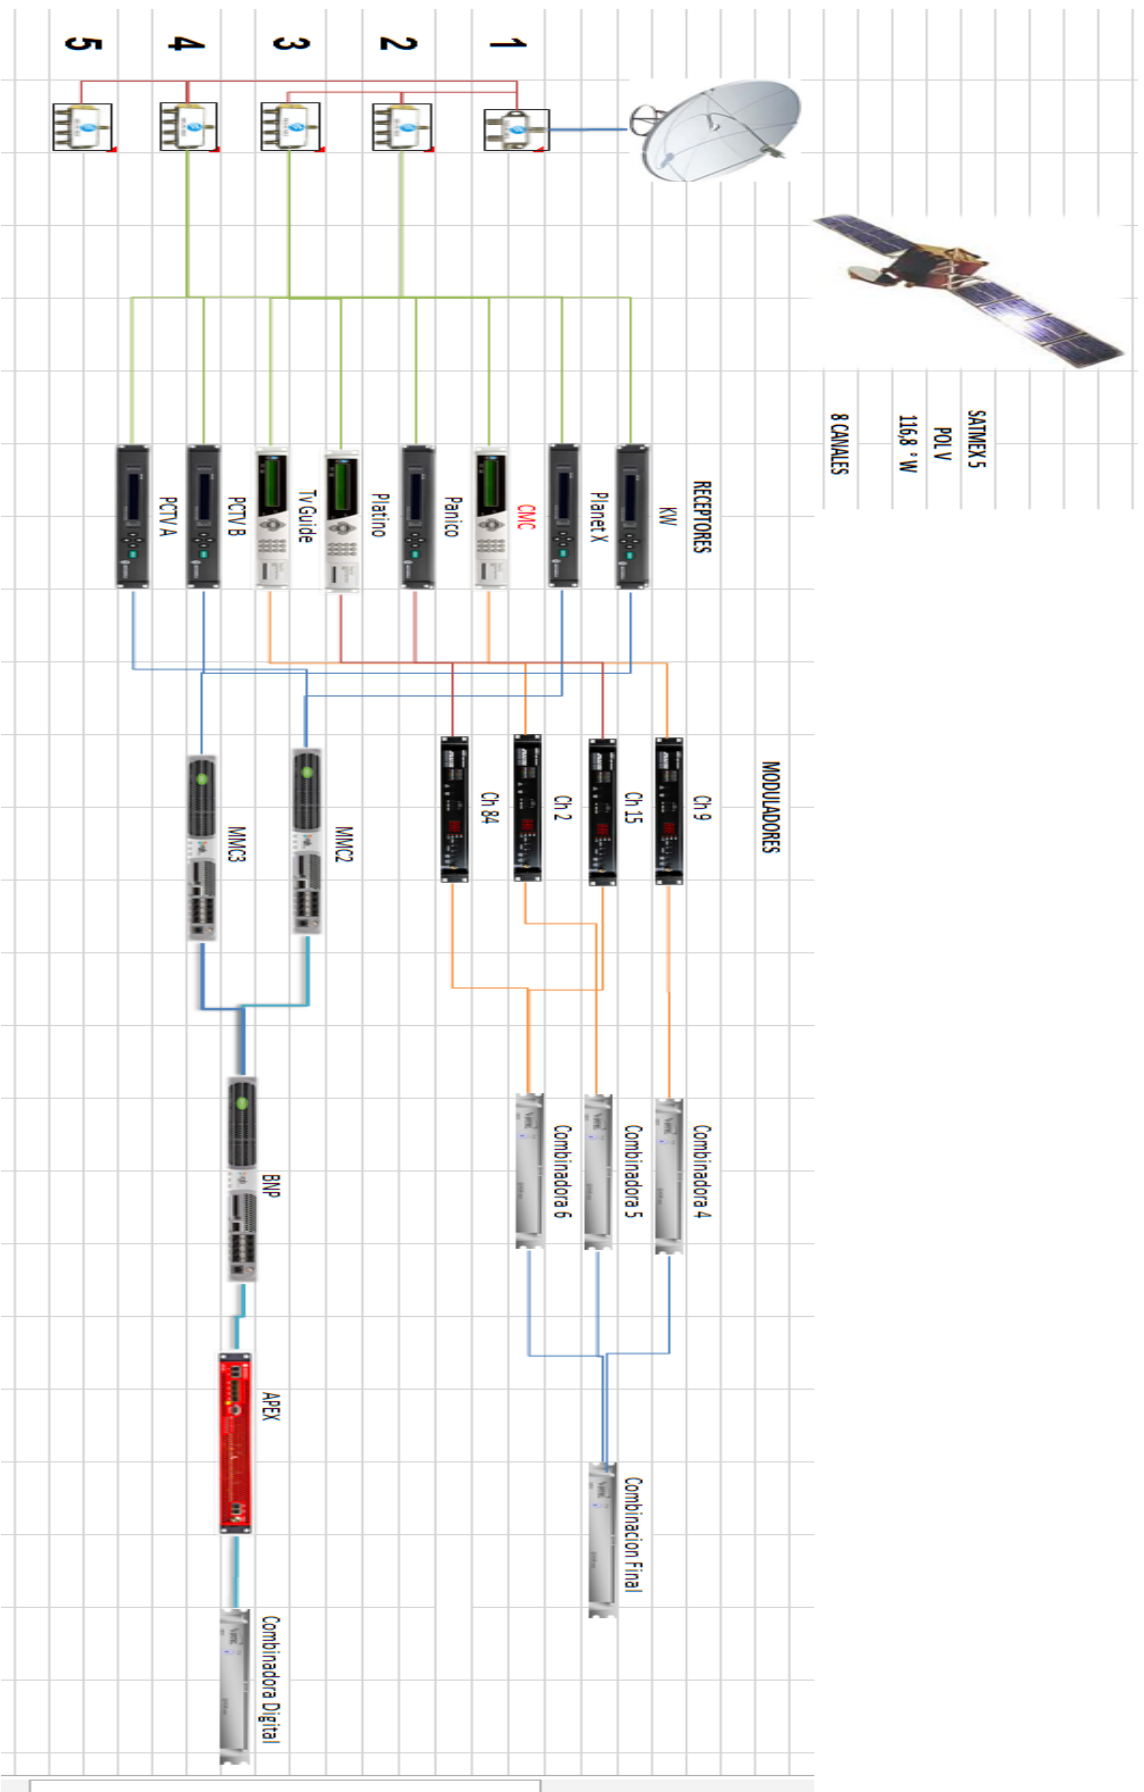 SATMEX 5
POL V
116,8 ° W
8 CANALES
1
2
3
4
5
RECEPTORES
KW
Planet X
CMC
Panico
Platino
Tv Guide
PCTV B
PCTV A
MODULADORES
Ch 9
Ch 15
Ch 2
Ch 84
MMC2
MMC3
Combinadora 4
Combinadora 5
Combinadora 6
BNP
APEX
Combinacion Final
Combinadora Digital